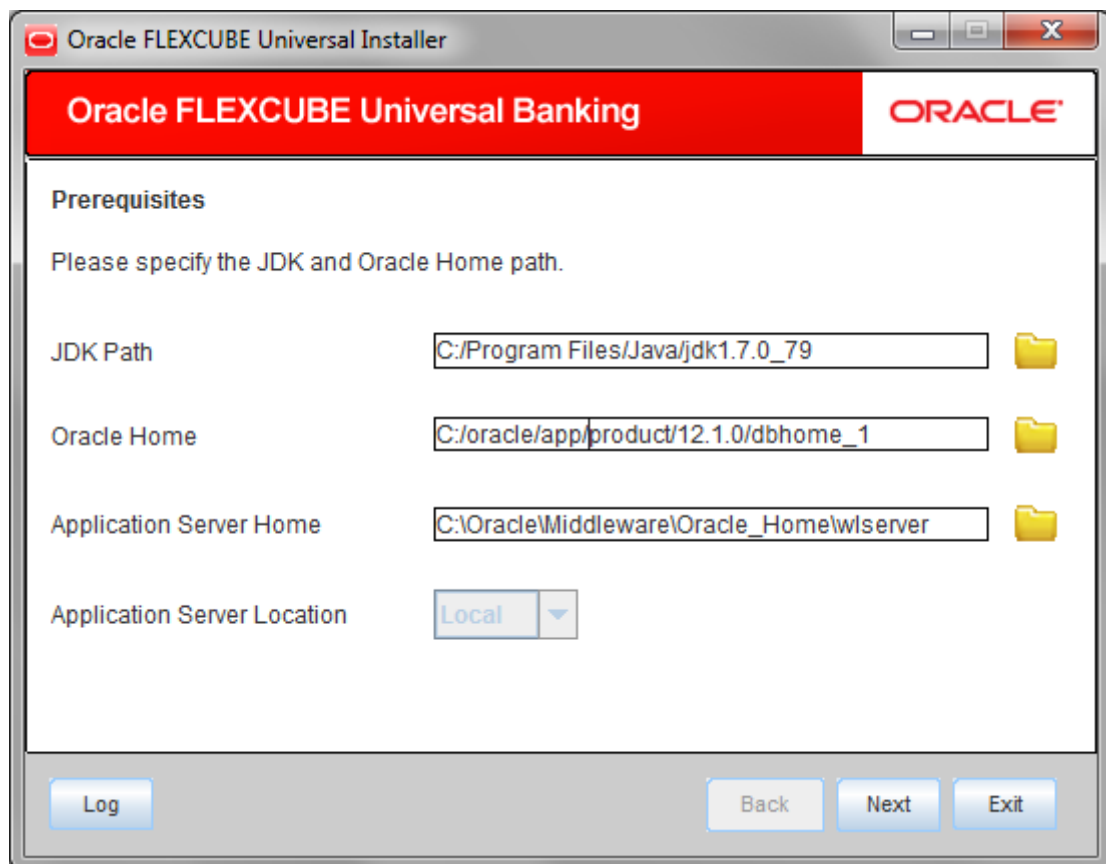 Oracle FLEXCUBE Universal Installer
Oracle FLEXCUBE Universal Banking
ORACLE
Prerequisites
Please specify the JDK and Oracle Home path.
JDK Path C:/Program Files/Java/jdk1.7.0_79
Oracle Home C:/oracle/app/product/12.1.0/dbhome_1
Application Server Home C:\Oracle\Middleware\Oracle_Home\wlserver
Application Server Location Local
Log Back Next Exit